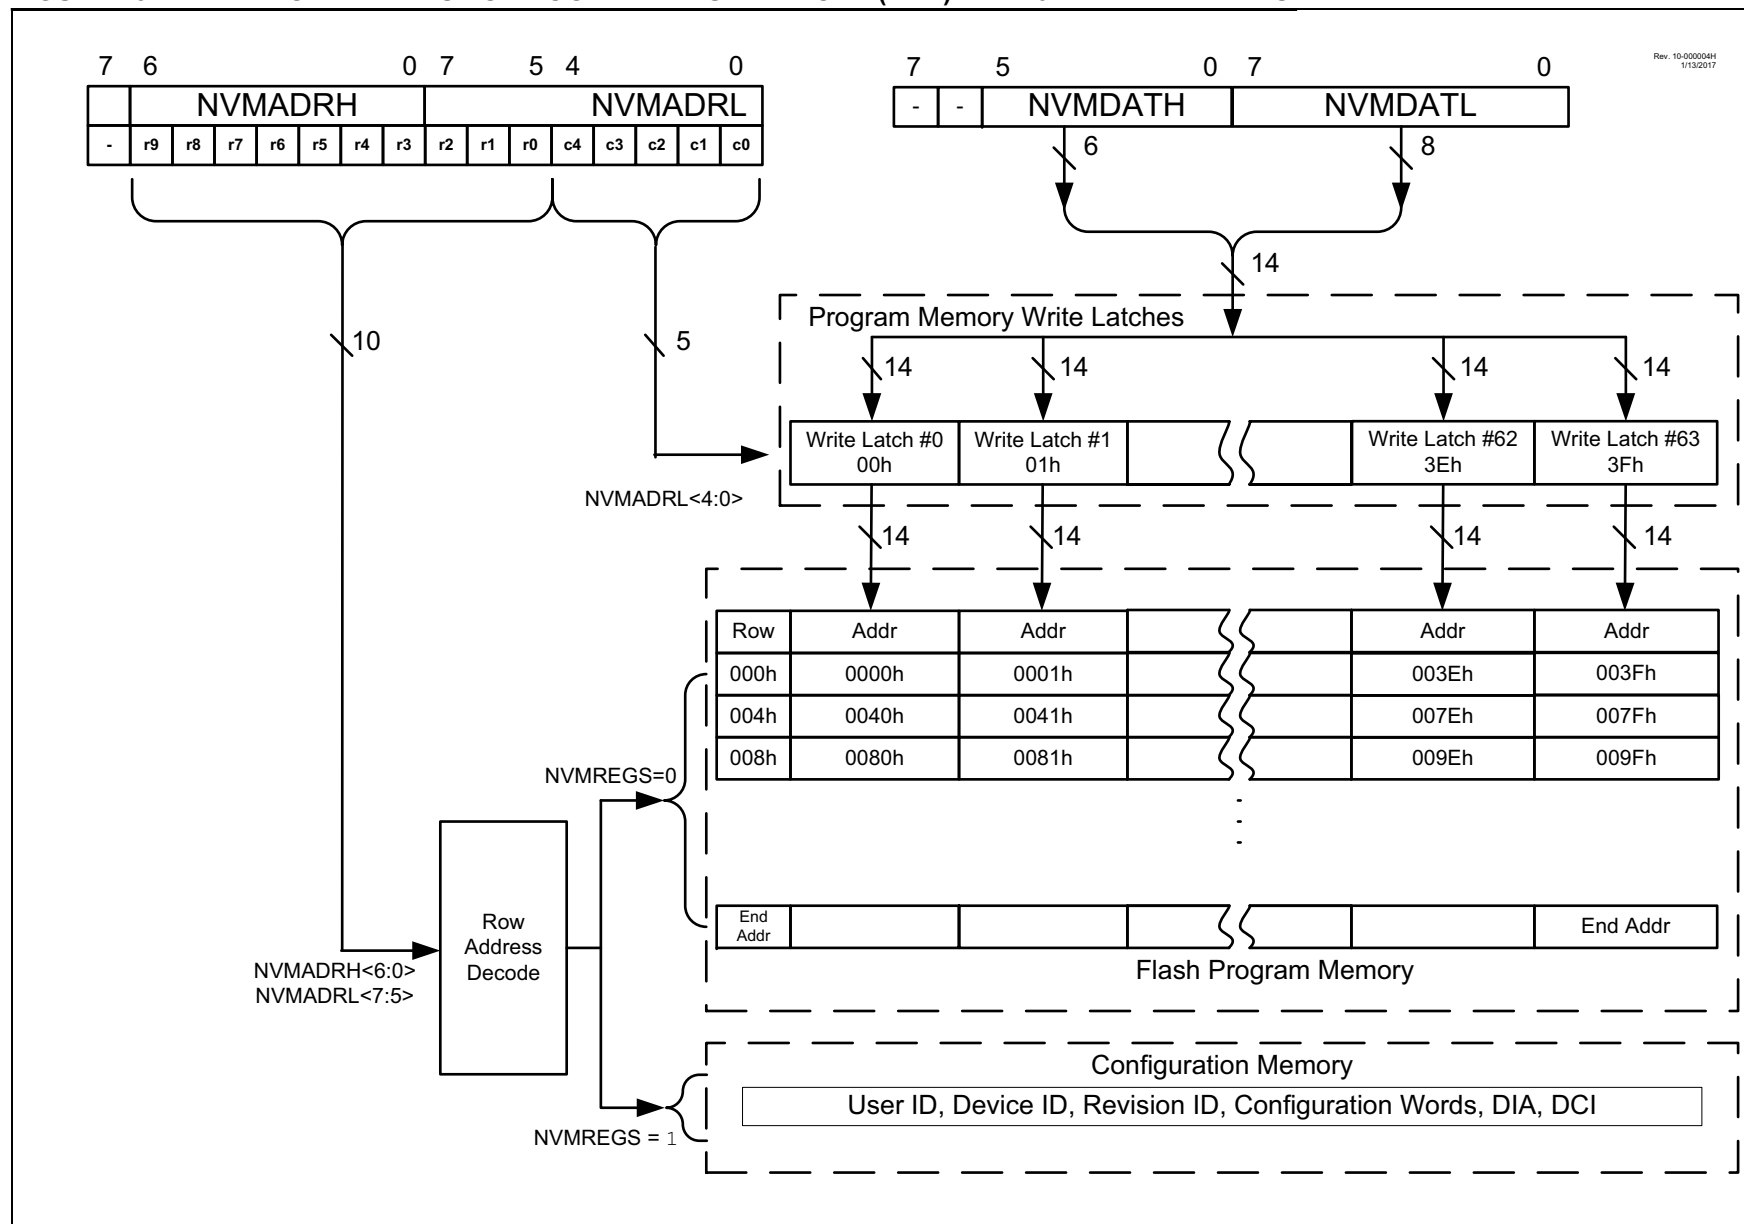 7 6 0 7 5 4 0
7 5 0 7 0
Rev. 10-000004H
1/13/2017
NVMADRH NVMADRL
- - NVMDATH NVMDATL
- r9 r8 r7 r6 r5 r4 r3 r2 r1 r0 c4 c3 c2 c1 c0
6 8
14
Program Memory Write Latches
10 5
14 14 14 14
Write Latch #0 Write Latch #1 Write Latch #62 Write Latch #63
00h 01h 3Eh 3Fh
NVMADRL<4:0>
14 14 14 14
Row Addr Addr Addr Addr
000h 0000h 0001h 003Eh 003Fh
004h 0040h 0041h 007Eh 007Fh
008h 0080h 0081h 009Eh 009Fh
NVMREGS=0
End
Addr
End Addr
Row
Address
Decode
NVMADRH<6:0>
NVMADRL<7:5>
Flash Program Memory
Configuration Memory
User ID, Device ID, Revision ID, Configuration Words, DIA, DCI
NVMREGS = 1